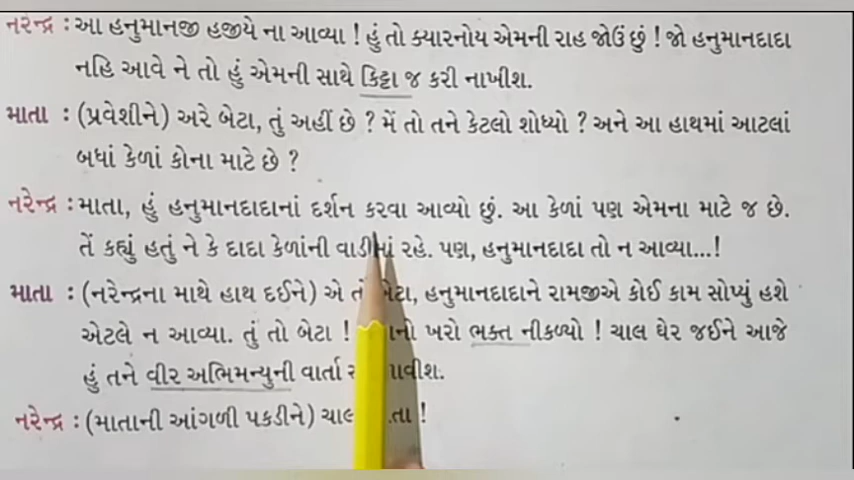 નરેન્દ્ર : આ હનુમાનજી હજીયે ના આવ્યા ! હું તો ક્યારનોય એમની રાહ જોઉં છું ! જો હનુમાનદાદા
નહિ આવે ને તો હું એમની સાથે કિટ્ટા જ કરી નાખીશ.
માતા : (પ્રવેશીને) અરે બેટા, તું અહીં છે ? મેં તો તને કેટલો શોધ્યો ? અને આ હાથમાં આટલાં
બધાં કેળાં કોના માટે છે ?
નરેન્દ્ર : માતા, હું હનુમાનદાદાનાં દર્શન કરવા આવ્યો છું. આ કેળાં પણ એમના માટે જ છે.
તેં કહ્યું હતું ને કે દાદા કેળાંની વાડીમાં રહે. પણ, હનુમાનદાદા તો ન આવ્યા...!
માતા : (નરેન્દ્રના માથે હાથ દઈને) એ તો બેટા, હનુમાનદાદાને રામજીએ કોઈ કામ સોપ્યું હશે
એટલે ન આવ્યા. તું તો બેટા ! ખરો ભક્ત નીકળ્યો ! ચાલ ઘેર જઈને આજે
હું તને વીર અભિમન્યુની વાર્તા
નરેન્દ્ર : (માતાની આંગળી પકડીને) !